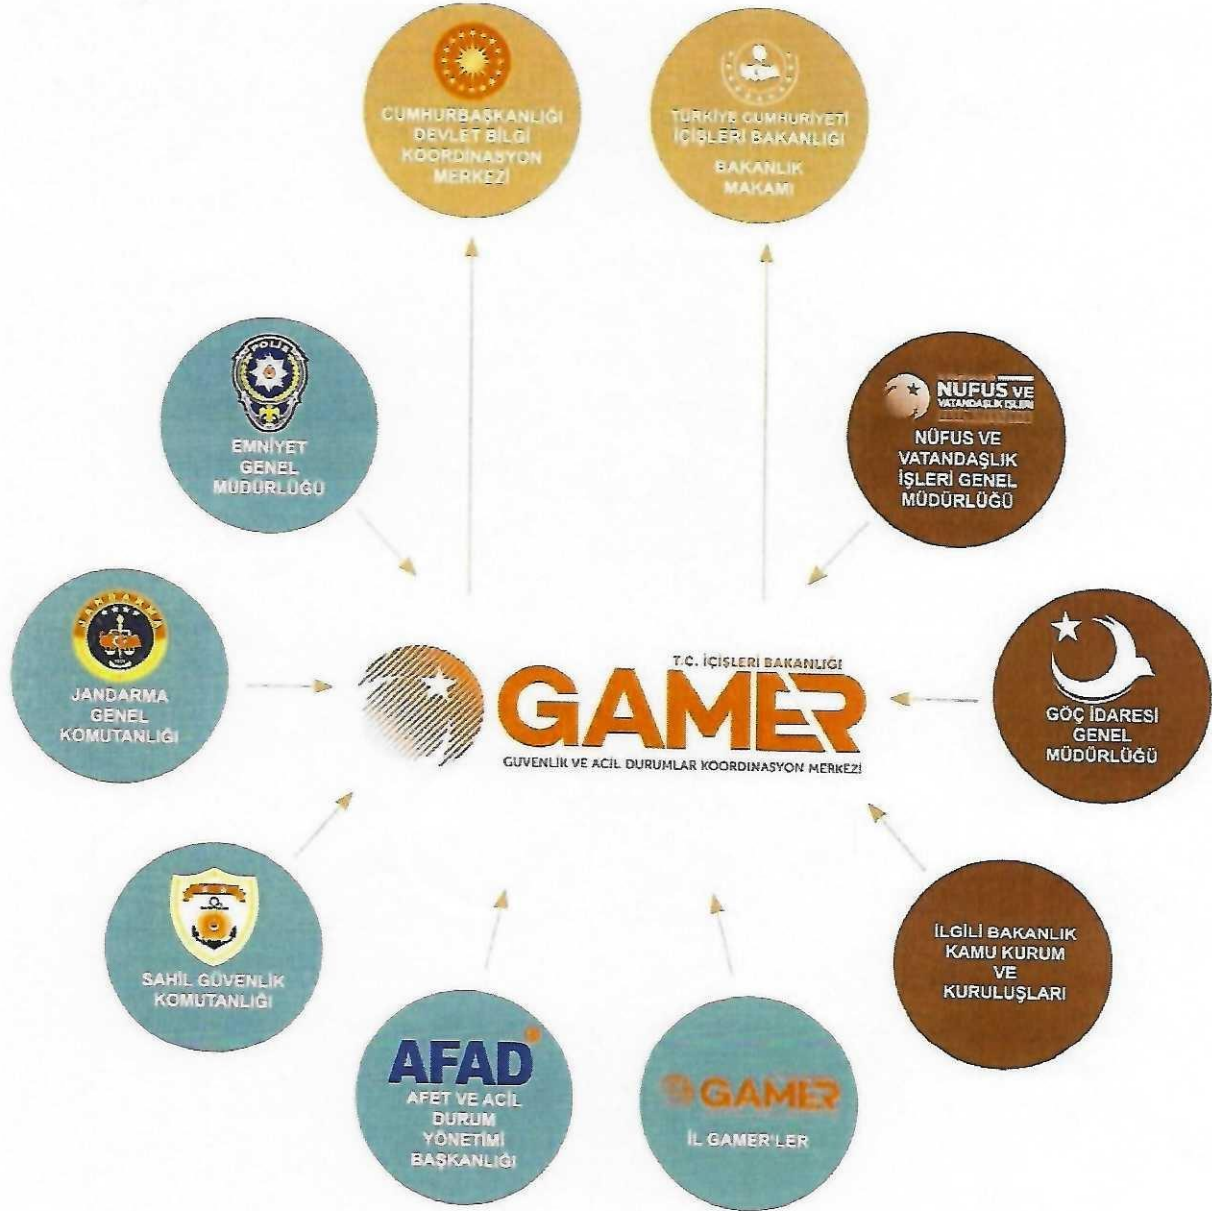 CUMHURBAŞKANLIĞI
DEVLET BİLGİ
KOORDİNASYON
MERKEZİ
TÜRKİYE CUMHURİYETİ
İÇİŞLERİ BAKANLIĞI
BAKANLIK
MAKAMI
POLİS
EMNİYET
GENEL
MÜDÜRLÜĞÜ
NÜFUS VE
VATANDAŞLIK İŞLERİ
NÜFUS VE
VATANDAŞLIK
İŞLERİ GENEL
MÜDÜRLÜĞÜ
JANDARMA
JANDARMA
GENEL
KOMUTANLIĞI
T.C. İÇİŞLERİ BAKANLIĞI
GAMER
GÜVENLİK VE ACİL DURUMLAR KOORDİNASYON MERKEZİ
GÖÇ İDARESİ
GENEL
MÜDÜRLÜĞÜ
SAHİL GÜVENLİK
KOMUTANLIĞI
İLGİLİ BAKANLIK
KAMU KURUM
VE
KURULUŞLARI
AFAD
AFET VE ACİL
DURUM
YÖNETİMİ
BAŞKANLIĞI
GAMER
İL GAMER'LER